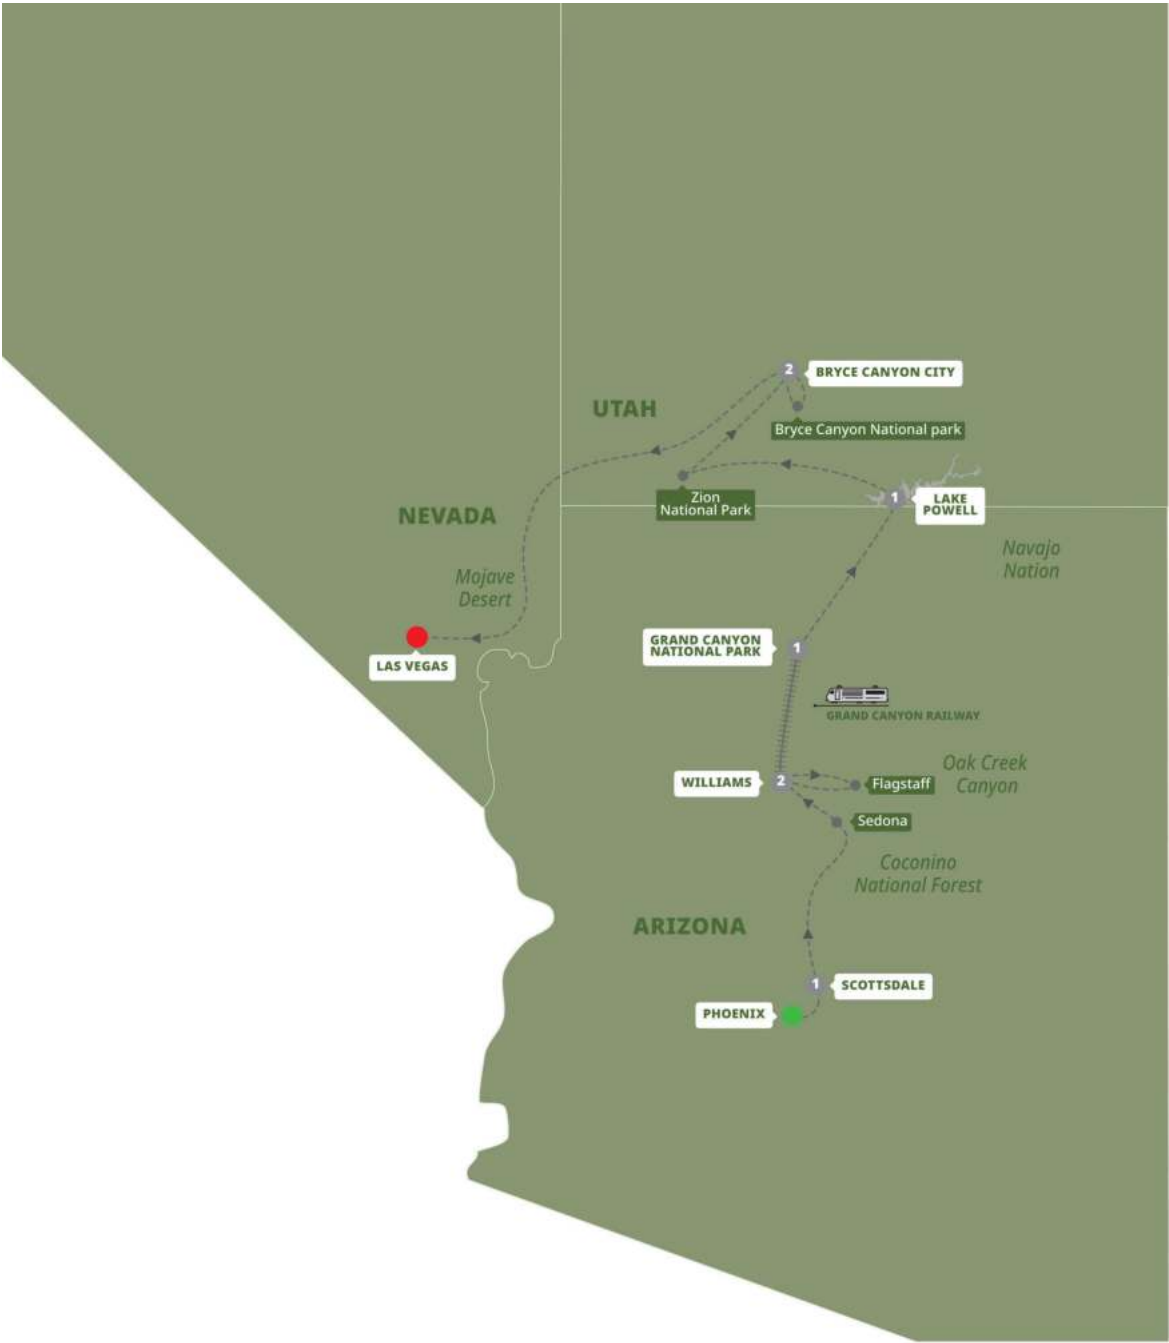 2
BRYCE CANYON CITY
UTAH
Bryce Canyon National park
Zion
National Park
1
LAKE
POWELL
NEVADA
Navajo
Nation
Mojave
Desert
LAS VEGAS
GRAND CANYON
NATIONAL PARK
1
GRAND CANYON RAILWAY
WILLIAMS
2
Flagstaff
Oak Creek
Canyon
Sedona
Coconino
National Forest
ARIZONA
1
SCOTTSDALE
PHOENIX